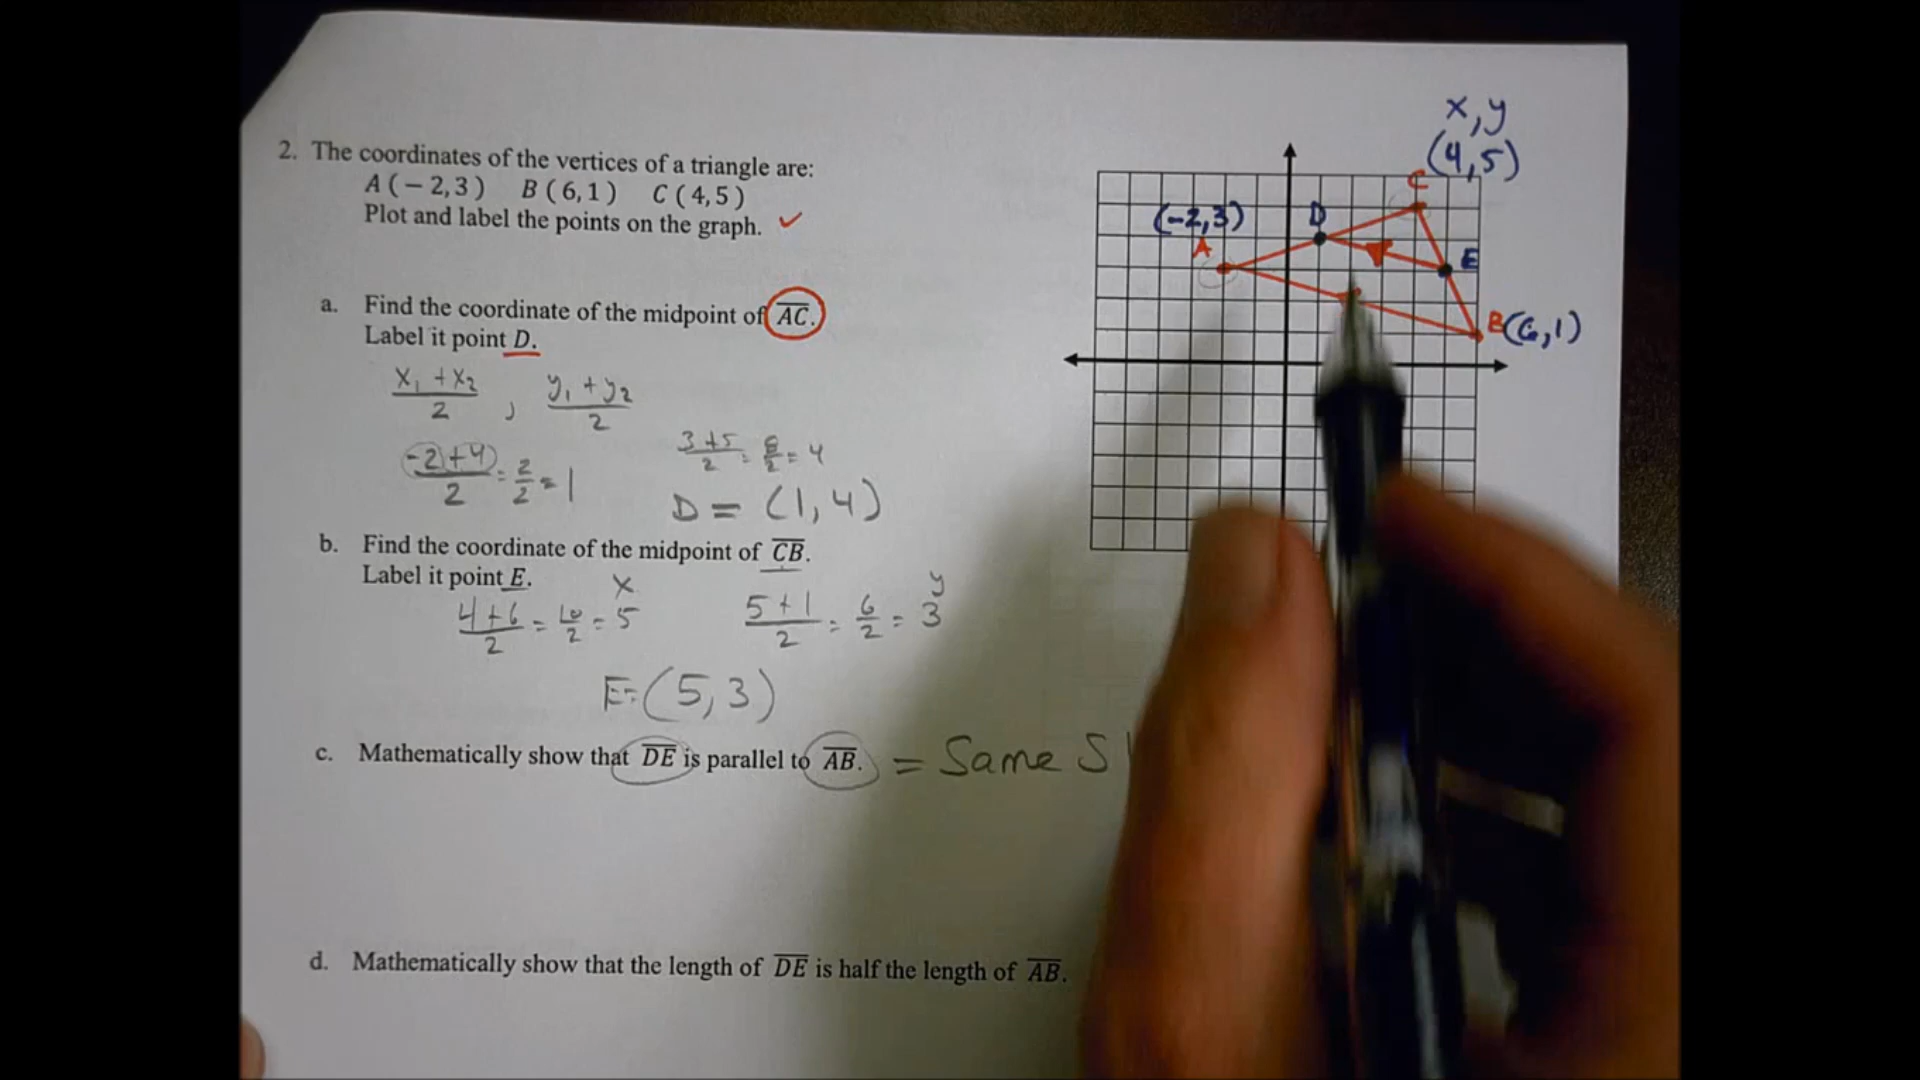 2. The coordinates of the vertices of a triangle are:
A (−2,3) B (6,1) C (4,5)
Plot and label the points on the graph. ✓
a. Find the coordinate of the midpoint of AC.
Label it point D.
x₁ + x₂ / 2 , y₁ + y₂ / 2
3+5 / 2 = 8/2 = 4
-2+4 / 2 = 2/2 = 1
D = (1,4)
b. Find the coordinate of the midpoint of CB.
Label it point E.
x y
4+6 / 2 = 10/2 = 5 5+1 / 2 = 6/2 = 3
E = (5,3)
c. Mathematically show that DE is parallel to AB. = Same
d. Mathematically show that the length of DE is half the length of AB.
x,y
(4,5)
C
(-2,3)
D
A
E
B(6,1)